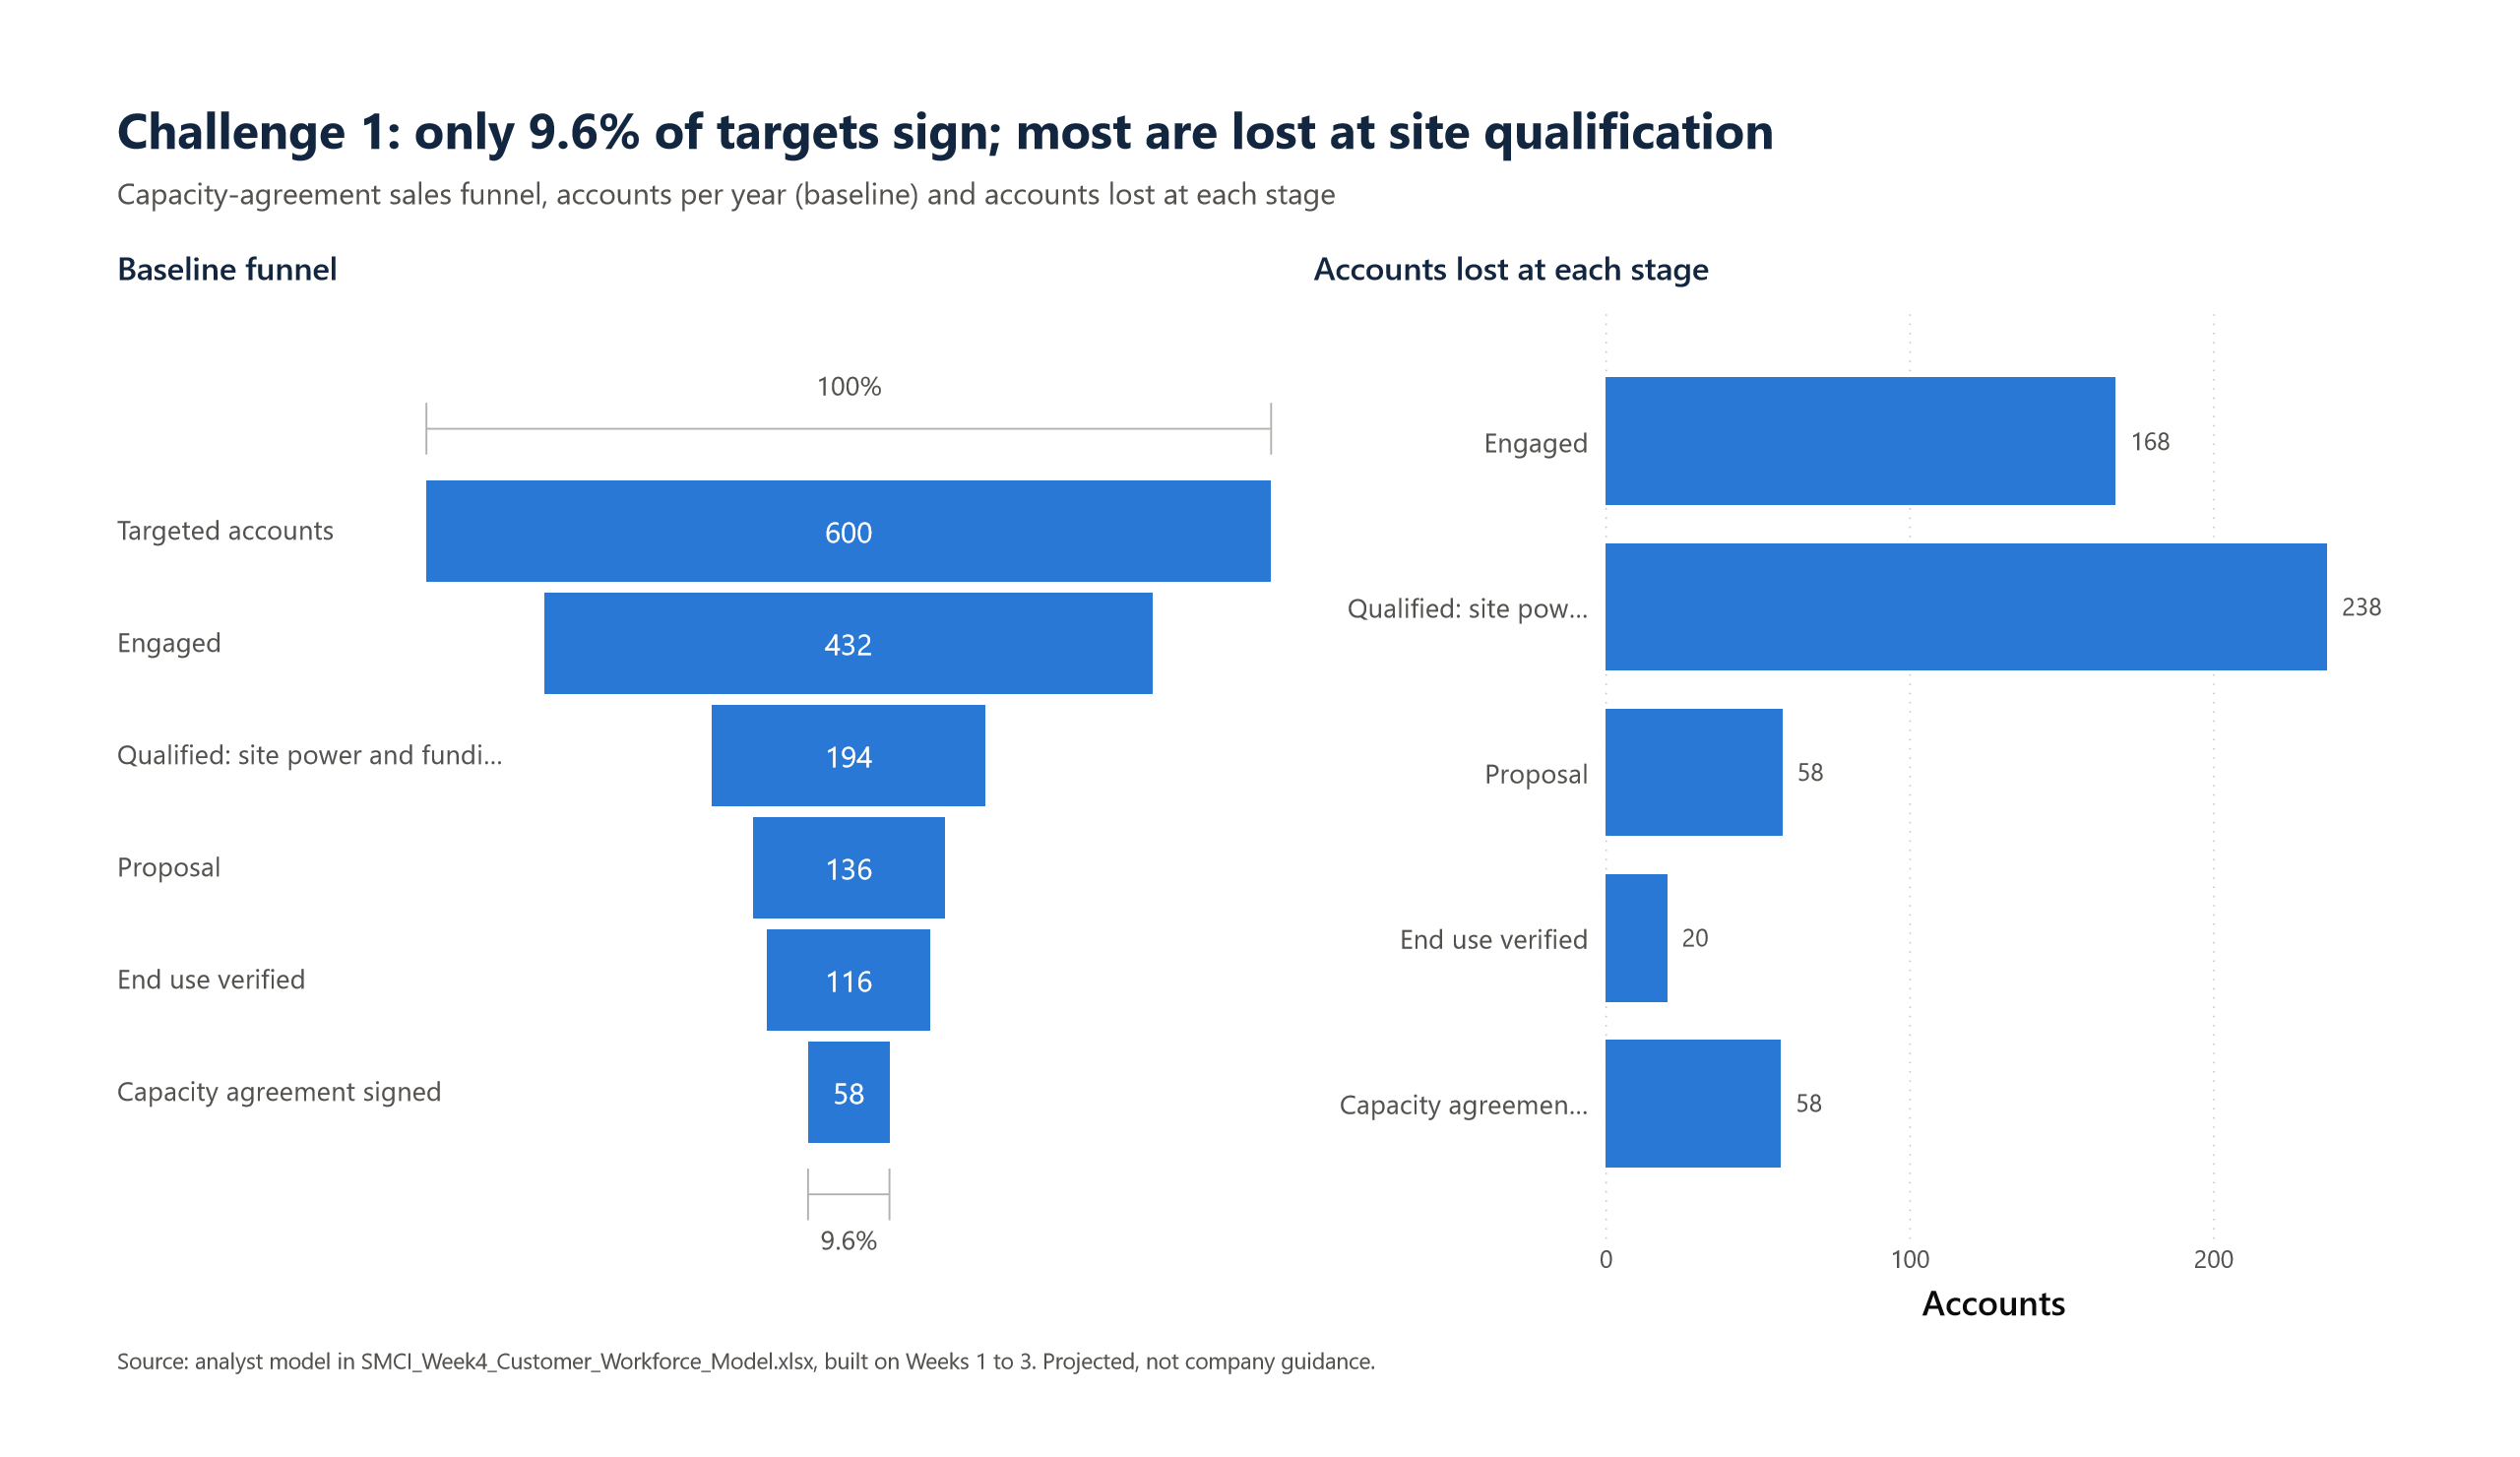 Challenge 1: only 9.6% of targets sign; most are lost at site qualification
Capacity-agreement sales funnel, accounts per year (baseline) and accounts lost at each stage
Baseline funnel
100%
Targeted accounts
600
Engaged
432
Qualified: site power and fundi...
194
Proposal
136
End use verified
116
Capacity agreement signed
58
9.6%
Accounts lost at each stage
Engaged
168
Qualified: site pow...
238
Proposal
58
End use verified
20
Capacity agreemen...
58
0 100 200
Accounts
Source: analyst model in SMCI_Week4_Customer_Workforce_Model.xlsx, built on Weeks 1 to 3. Projected, not company guidance.